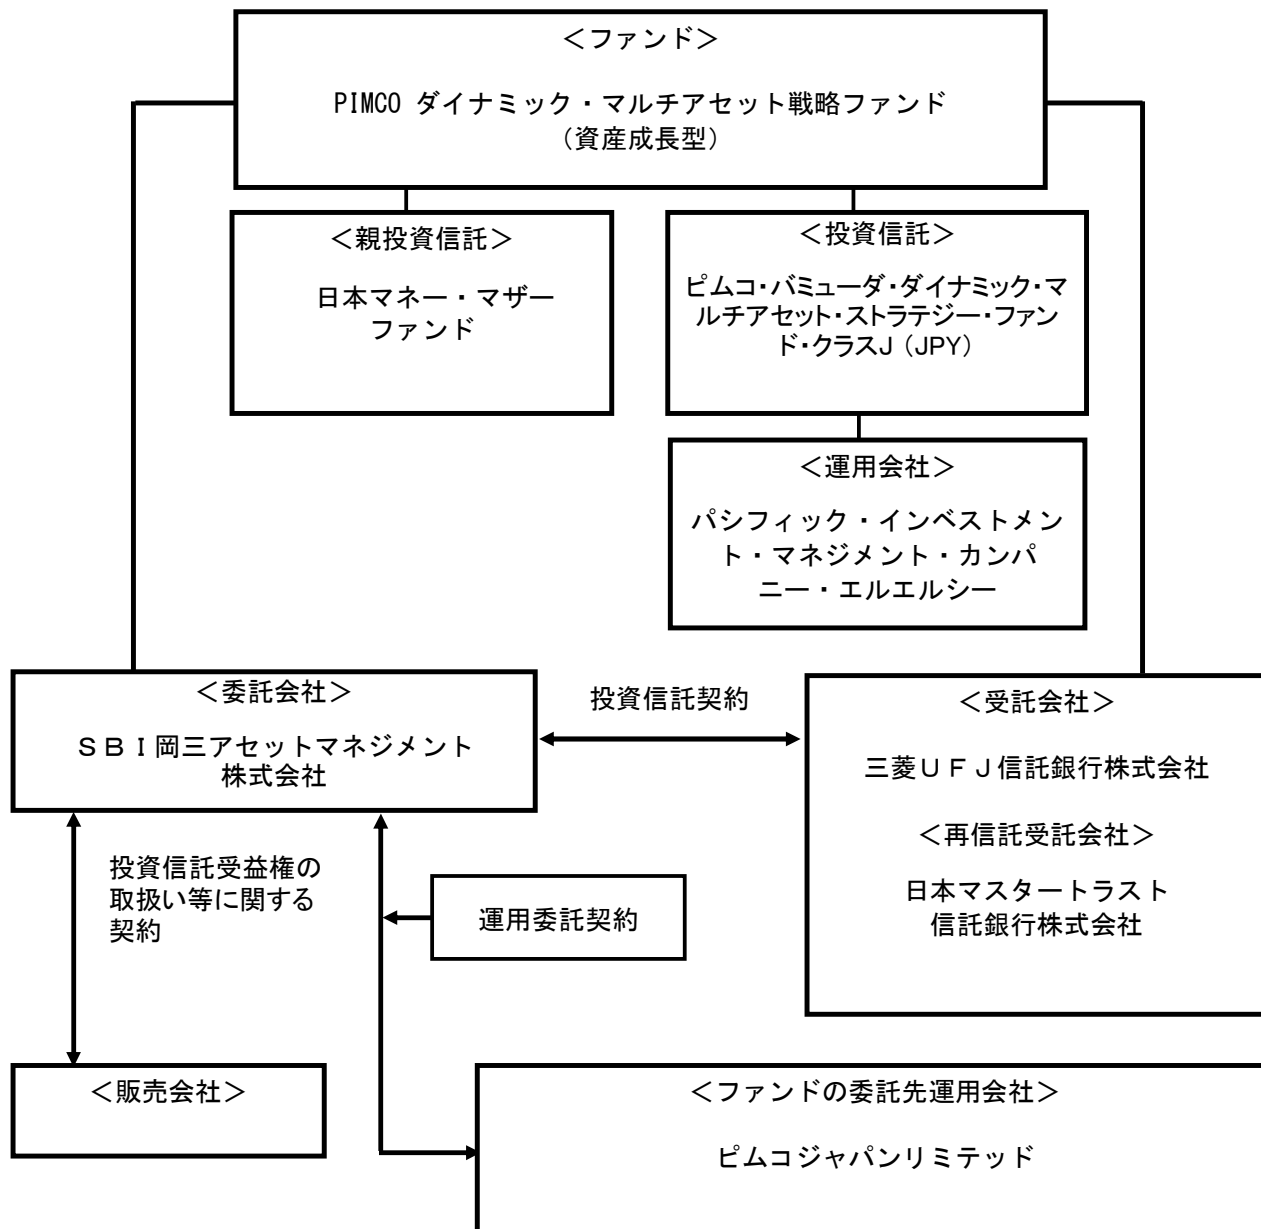 ＜ファンド＞
PIMCO ダイナミック・マルチアセット戦略ファンド
（資産成長型）
＜親投資信託＞
日本マネー・マザー
ファンド
＜投資信託＞
ピムコ・バミューダ・ダイナミック・マ
ルチアセット・ストラテジー・ファン
ド・クラスJ（JPY）
＜運用会社＞
パシフィック・インベストメン
ト・マネジメント・カンパ
ニー・エルエルシー
＜委託会社＞
ＳＢＩ岡三アセットマネジメント
株式会社
投資信託契約
＜受託会社＞
三菱ＵＦＪ信託銀行株式会社
＜再信託受託会社＞
日本マスタートラスト
信託銀行株式会社
投資信託受益権の
取扱い等に関する
契約
運用委託契約
＜販売会社＞
＜ファンドの委託先運用会社＞
ピムコジャパンリミテッド